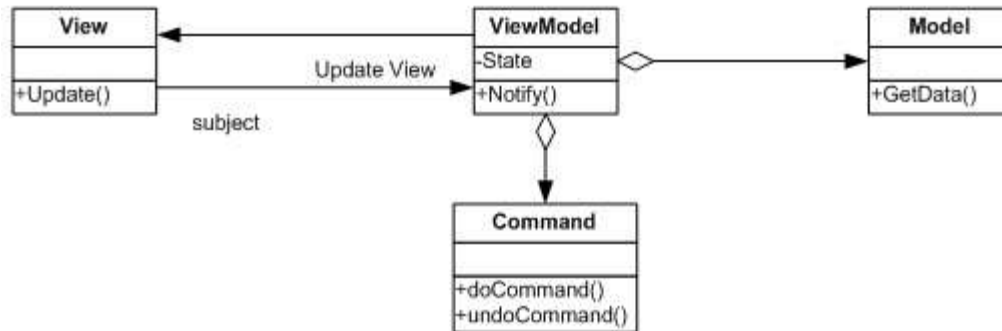 View
+Update()
Update View
subject
ViewModel
-State
+Notify()
Model
+GetData()
Command
+doCommand()
+undoCommand()